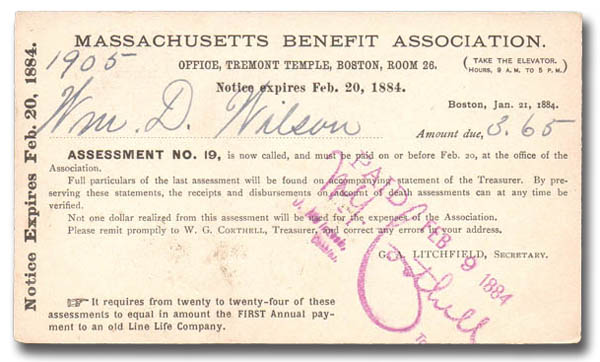 MASSACHUSETTS BENEFIT ASSOCIATION.
1905
OFFICE, TREMONT TEMPLE, BOSTON, ROOM 26.
(TAKE THE ELEVATOR.
HOURS, 9 A.M. TO 5 P.M.)
Notice expires Feb. 20, 1884.
Boston, Jan. 21, 1884.
Wm. D. Wilson
Amount due, 3.65
ASSESSMENT NO. 19, is now called, and must be paid on or before Feb. 20, at the office of the
Association.
Full particulars of the last assessment will be found on accompanying statement of the Treasurer. By pre-
serving these statements, the receipts and disbursements on account of death assessments can at any time be
verified.
Not one dollar realized from this assessment will be used for the expenses of the Association.
Please remit promptly to W. G. CORTHELL, Treasurer, and correct any errors in your address.
G. A. LITCHFIELD, SECRETARY.
☞ It requires from twenty to twenty-four of these
assessments to equal in amount the FIRST Annual pay-
ment to an old Line Life Company.
Notice Expires Feb. 20, 1884.
PAID
FEB 9 1884
W G Corthell
Cashier.